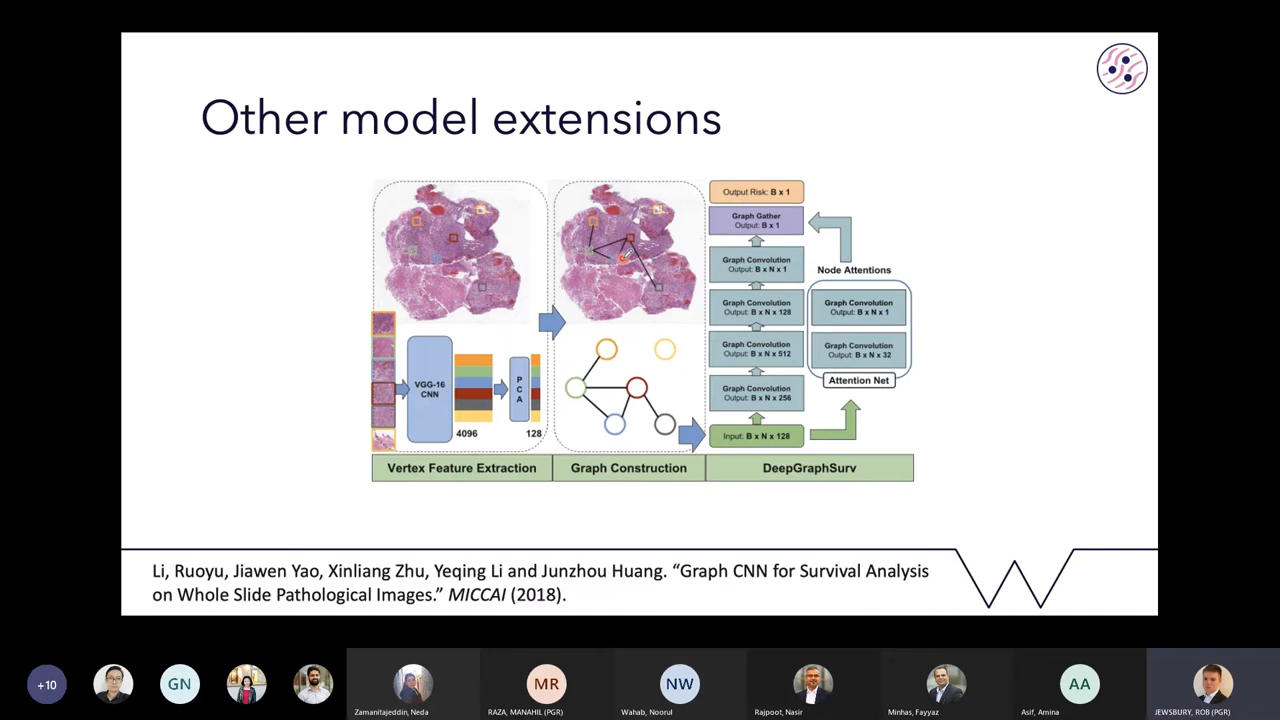 Other model extensions
VGG-16
CNN
4096
P
C
A
128
Output Risk: B x 1
Graph Gather
Output: B x 1
Graph Convolution
Output: B x N x 1
Graph Convolution
Output: B x N x 128
Graph Convolution
Output: B x N x 512
Graph Convolution
Output: B x N x 256
Input: B x N x 128
Node Attentions
Graph Convolution
Output: B x N x 1
Graph Convolution
Output: B x N x 32
Attention Net
Vertex Feature Extraction
Graph Construction
DeepGraphSurv
Li, Ruoyu, Jiawen Yao, Xinliang Zhu, Yeqing Li and Junzhou Huang. “Graph CNN for Survival Analysis
on Whole Slide Pathological Images.” MICCAI (2018).
+10
GN
MR
NW
AA
Zamanitajeddin, Neda
RAZA, MANAHIL (PGR)
Wahab, Noorul
Rajpoot, Nasir
Minhas, Fayyaz
Asif, Amina
JEWSBURY, ROB (PGR)